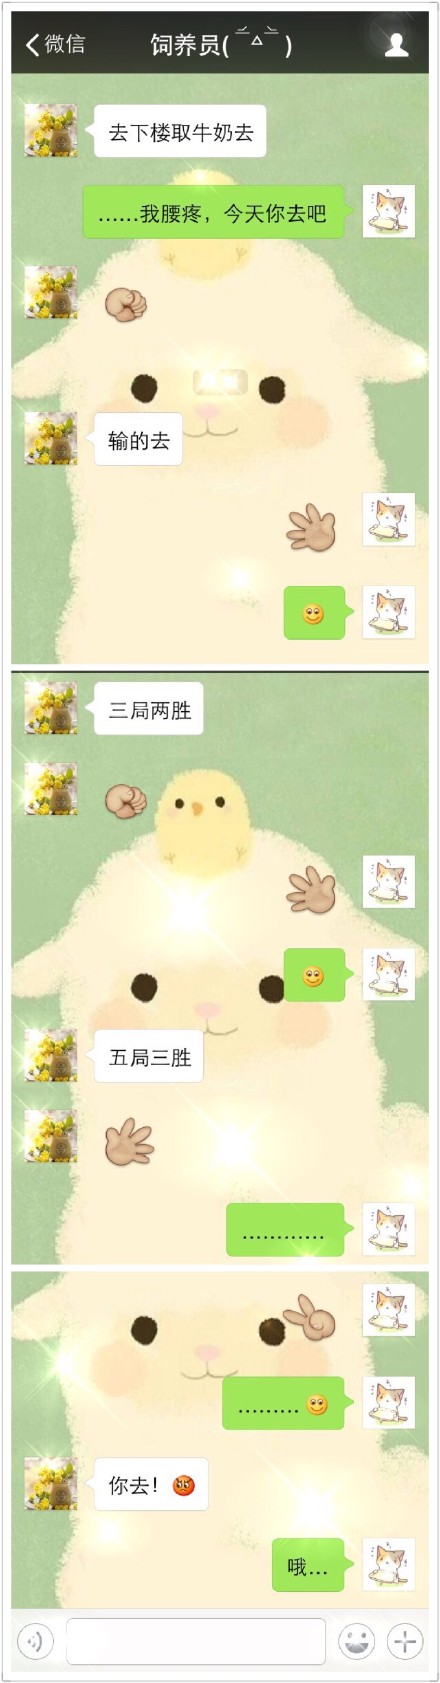 微信
饲养员( ﾞ△ﾞ )
去下楼取牛奶去
……我腰疼，今天你去吧
输的去
三局两胜
五局三胜
…………
………
你去！
哦…